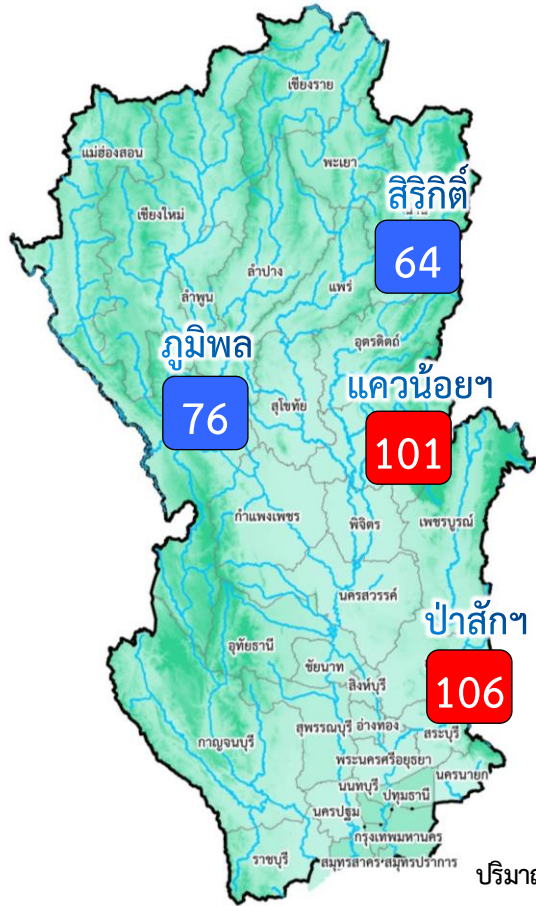 เชียงราย
แม่ฮ่องสอน
พะเยา
สิริกิติ์
เชียงใหม่
64
ลำปาง
แพร่
ลำพูน
ภูมิพล
อุตรดิตถ์
แควน้อยฯ
76
สุโขทัย
101
กำแพงเพชร
พิจิตร
เพชรบูรณ์
นครสวรรค์
ป่าสักฯ
อุทัยธานี
ชัยนาท
สิงห์บุรี
106
สุพรรณบุรี
อ่างทอง
สระบุรี
กาญจนบุรี
พระนครศรีอยุธยา
นครนายก
นนทบุรี
ปทุมธานี
นครปฐม
กรุงเทพมหานคร
ราชบุรี
สมุทรสาคร
สมุทรปราการ